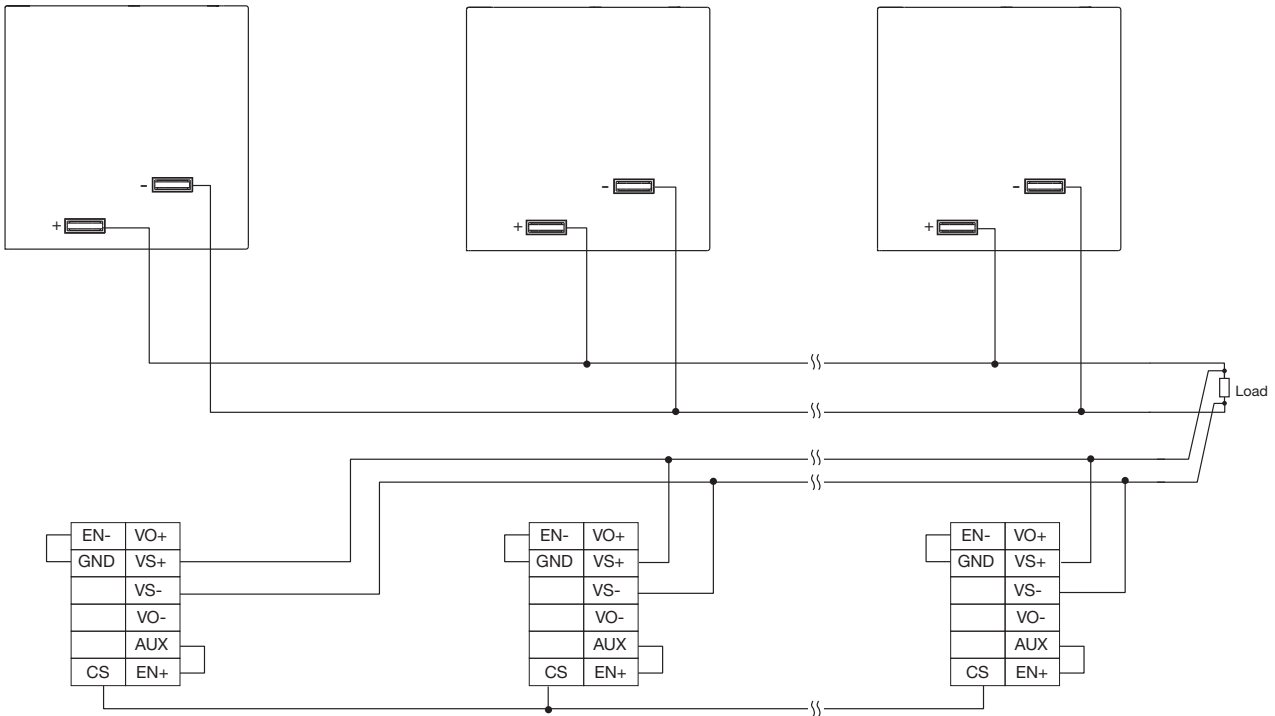 - - -
+ + +
Load
EN- VO+ EN- VO+ EN- VO+
GND VS+ GND VS+ GND VS+
VS- VS- VS-
VO- VO- VO-
AUX AUX AUX
CS EN+ CS EN+ CS EN+